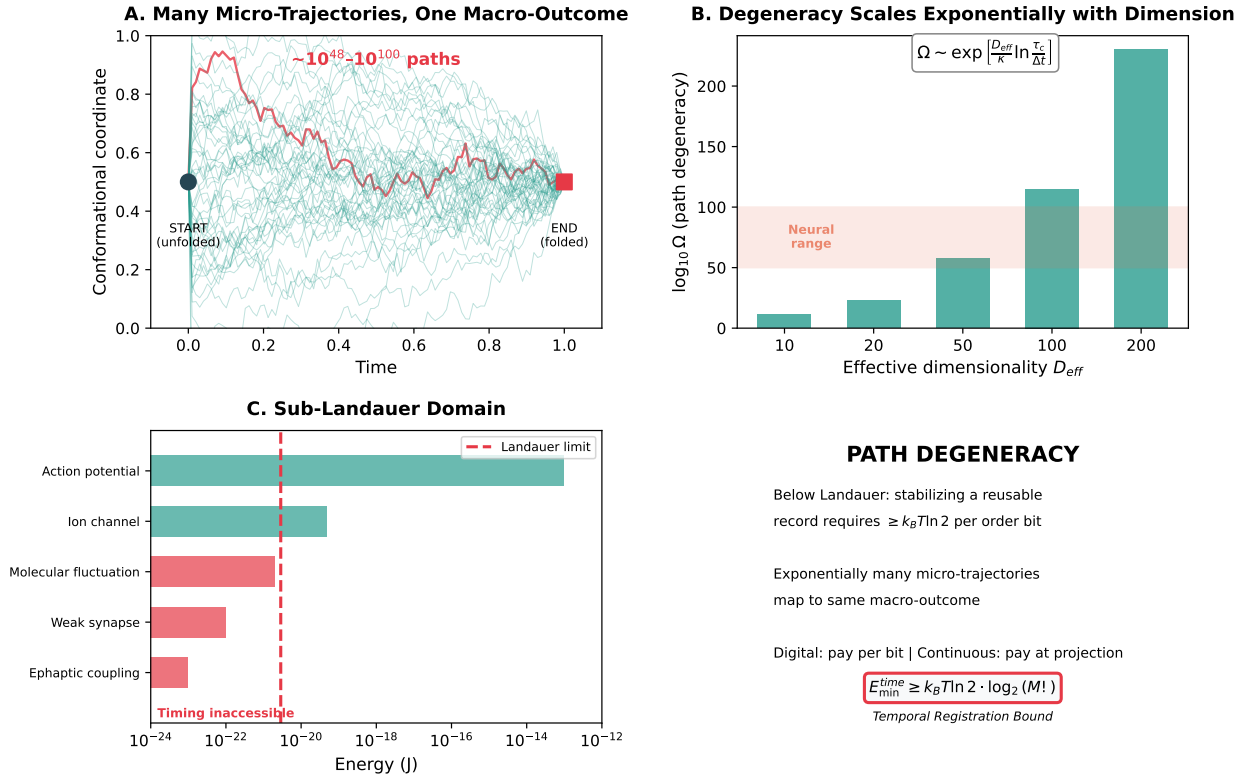 A. Many Micro-Trajectories, One Macro-Outcome
~10^48–10^100 paths
Conformational coordinate
1.0
0.8
0.6
0.4
0.2
0.0
START
(unfolded)
END
(folded)
0.0 0.2 0.4 0.6 0.8 1.0
Time
B. Degeneracy Scales Exponentially with Dimension
Ω ~ exp [D_eff/κ ln τ_c/Δt]
log₁₀ Ω (path degeneracy)
200
150
100
50
0
Neural
range
10 20 50 100 200
Effective dimensionality D_eff
C. Sub-Landauer Domain
Landauer limit
Action potential
Ion channel
Molecular fluctuation
Weak synapse
Ephaptic coupling
Timing inaccessible
10^−24 10^−22 10^−20 10^−18 10^−16 10^−14 10^−12
Energy (J)
PATH DEGENERACY
Below Landauer: stabilizing a reusable
record requires ≥ k_B T ln 2 per order bit
Exponentially many micro-trajectories
map to same macro-outcome
Digital: pay per bit | Continuous: pay at projection
E_min^time ≥ k_B T ln 2 · log₂ (M!)
Temporal Registration Bound